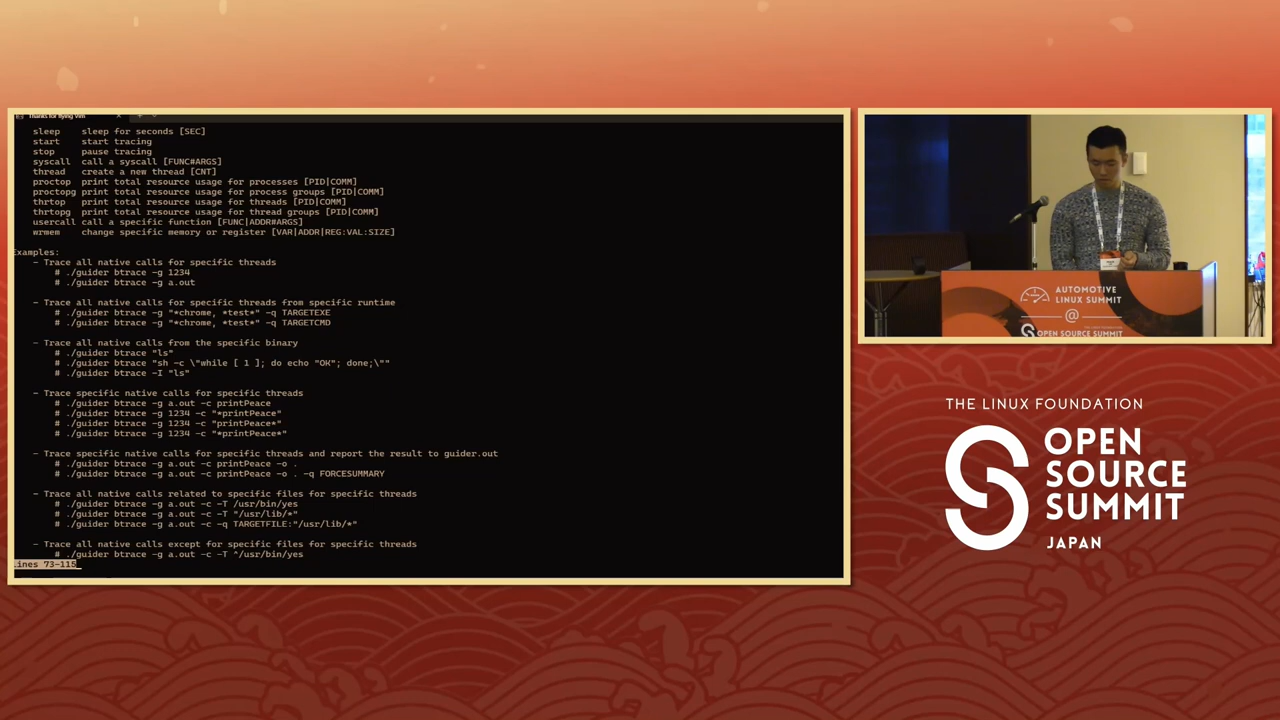 Thanks for flying Vim
sleep sleep for seconds [SEC]
start start tracing
stop pause tracing
syscall call a syscall [FUNC#ARGS]
thread create a new thread [CNT]
proctop print total resource usage for processes [PID|COMM]
proctopg print total resource usage for process groups [PID|COMM]
thrtop print total resource usage for threads [PID|COMM]
thrtopg print total resource usage for thread groups [PID|COMM]
usercall call a specific function [FUNC|ADDR#ARGS]
wrmem change specific memory or register [VAR|ADDR|REG:VAL:SIZE]
Examples:
- Trace all native calls for specific threads
# ./guider btrace -g 1234
# ./guider btrace -g a.out
- Trace all native calls for specific threads from specific runtime
# ./guider btrace -g "*chrome, *test*" -q TARGETEXE
# ./guider btrace -g "*chrome, *test*" -q TARGETCMD
- Trace all native calls from the specific binary
# ./guider btrace "ls"
# ./guider btrace "sh -c \"while [ 1 ]; do echo "OK"; done;\""
# ./guider btrace -I "ls"
- Trace specific native calls for specific threads
# ./guider btrace -g a.out -c printPeace
# ./guider btrace -g 1234 -c "*printPeace"
# ./guider btrace -g 1234 -c "printPeace*"
# ./guider btrace -g 1234 -c "*printPeace*"
- Trace specific native calls for specific threads and report the result to guider.out
# ./guider btrace -g a.out -c printPeace -o .
# ./guider btrace -g a.out -c printPeace -o . -q FORCESUMMARY
- Trace all native calls related to specific files for specific threads
# ./guider btrace -g a.out -c -T /usr/bin/yes
# ./guider btrace -g a.out -c -T "/usr/lib/*"
# ./guider btrace -g a.out -c -q TARGETFILE:"/usr/lib/*"
- Trace all native calls except for specific files for specific threads
# ./guider btrace -g a.out -c -T ^/usr/bin/yes
lines 73-115
AUTOMOTIVE
LINUX SUMMIT
@
OPEN SOURCE SUMMIT
THE LINUX FOUNDATION
OPEN
SOURCE
SUMMIT
JAPAN